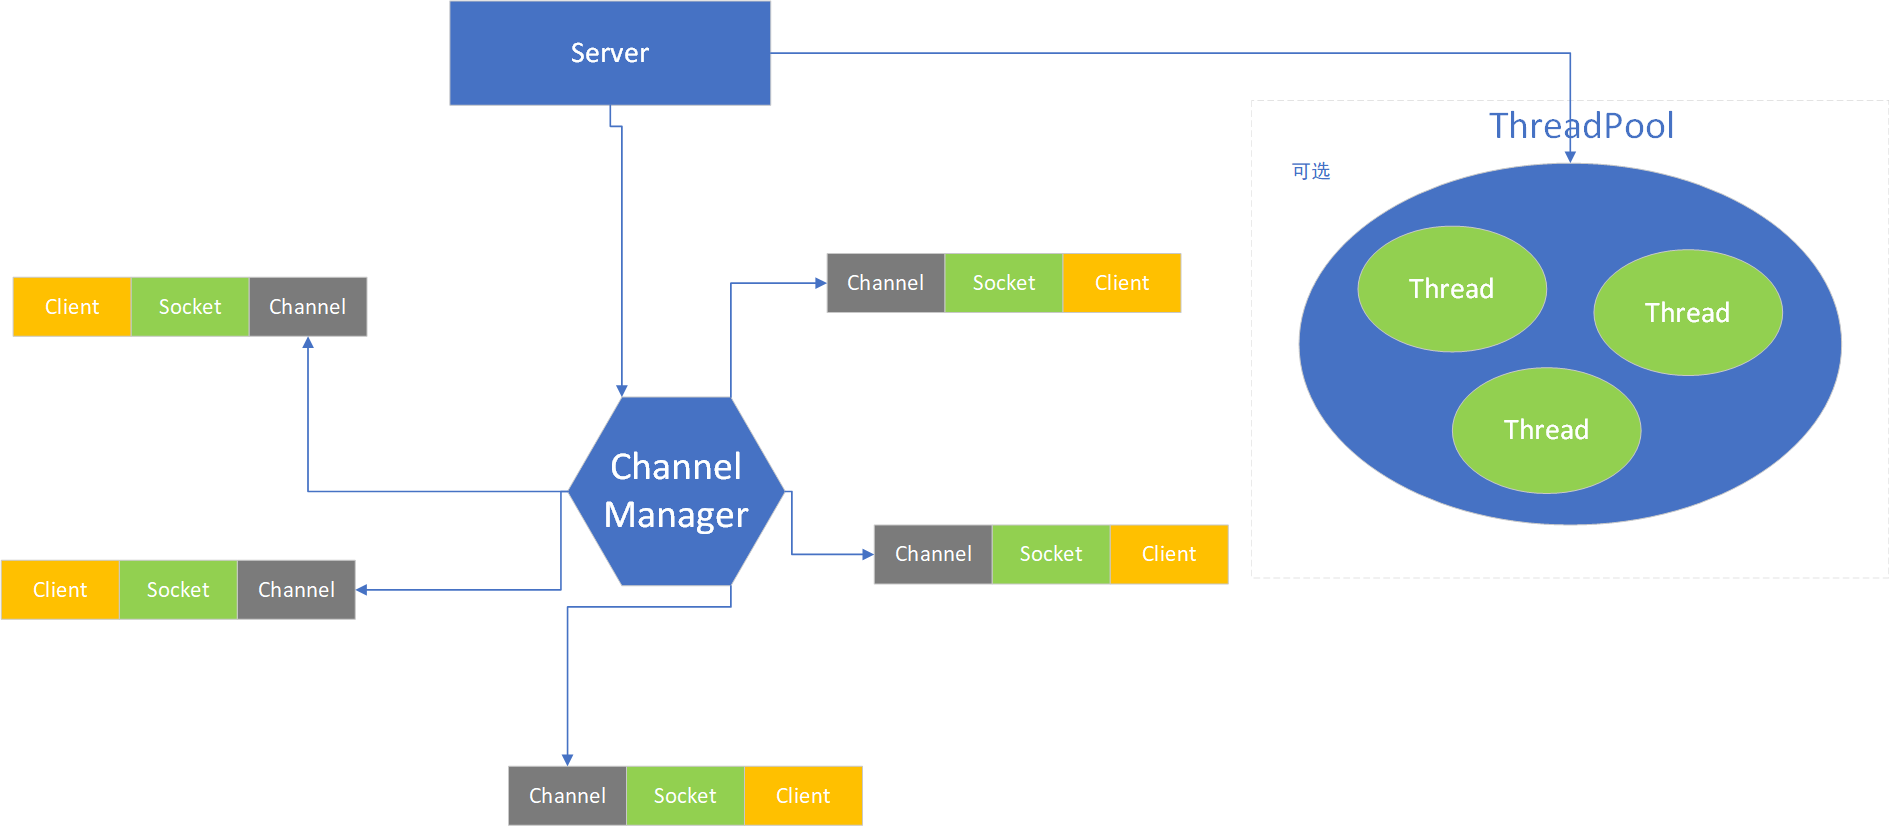 Server
ThreadPool
可选
Thread
Thread
Thread
Channel Socket Client
Client Socket Channel
Channel
Manager
Channel Socket Client
Client Socket Channel
Channel Socket Client